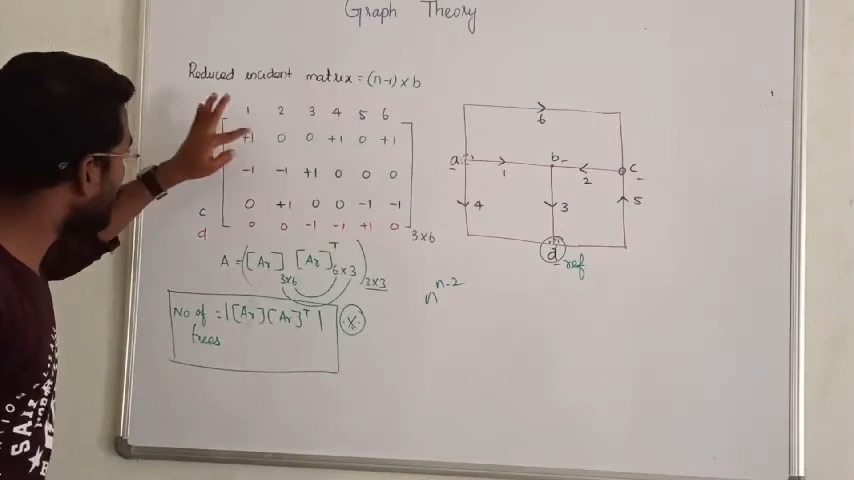 Graph Theory
Reduced incident matrix = (n-1) × b
1 2 3 4 5 6
+1 0 0 +1 0 +1
-1 -1 +1 0 0 0
c 0 +1 0 0 -1 -1
d 0 0 -1 -1 +1 0
3×6
A = ([Ar]3×6 [Ar]T6×3)3×3
No of trees = |[Ar][Ar]T|
n n-2
6
a
1
b
2
c
4
3
5
d
ref